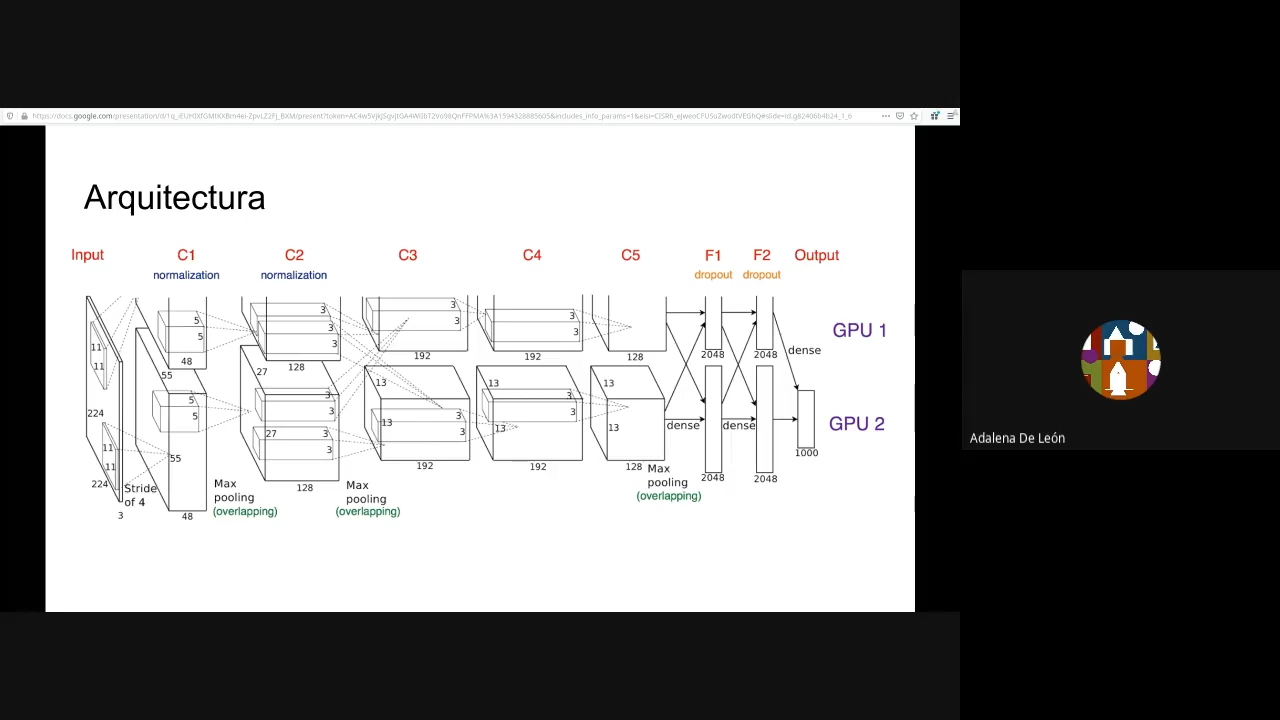 Arquitectura
Input C1 C2 C3 C4 C5 F1 F2 Output
normalization normalization dropout dropout
11
11
224
11
11
224
3
Stride
of 4
5
5
48
55
5
5
55
48
Max
pooling
(overlapping)
3
3
3
128
27
3
3
27
3
3
128
Max
pooling
(overlapping)
3
3
192
13
3
13
3
192
3
3
192
13
3
3
13
192
128
13
13
128
Max
pooling
(overlapping)
dense
2048
2048
dense
2048
2048
dense
1000
GPU 1
GPU 2
Adalena De León